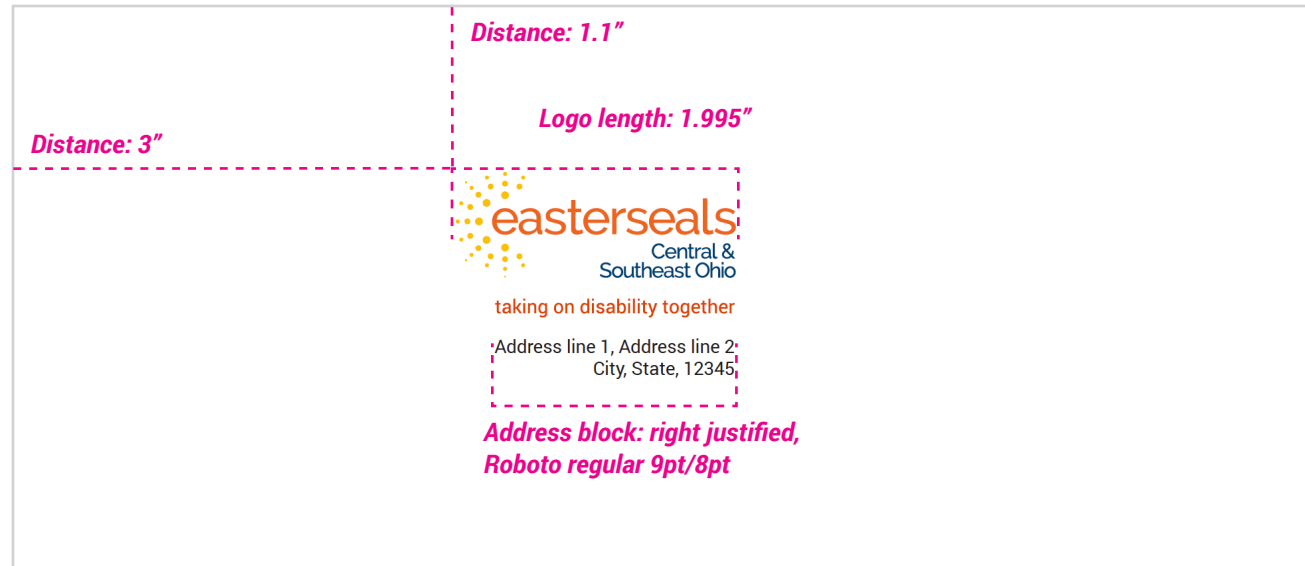 Distance: 1.1”
Logo length: 1.995”
Distance: 3”
easterseals
Central &
Southeast Ohio
taking on disability together
Address line 1, Address line 2
City, State, 12345
Address block: right justified,
Roboto regular 9pt/8pt